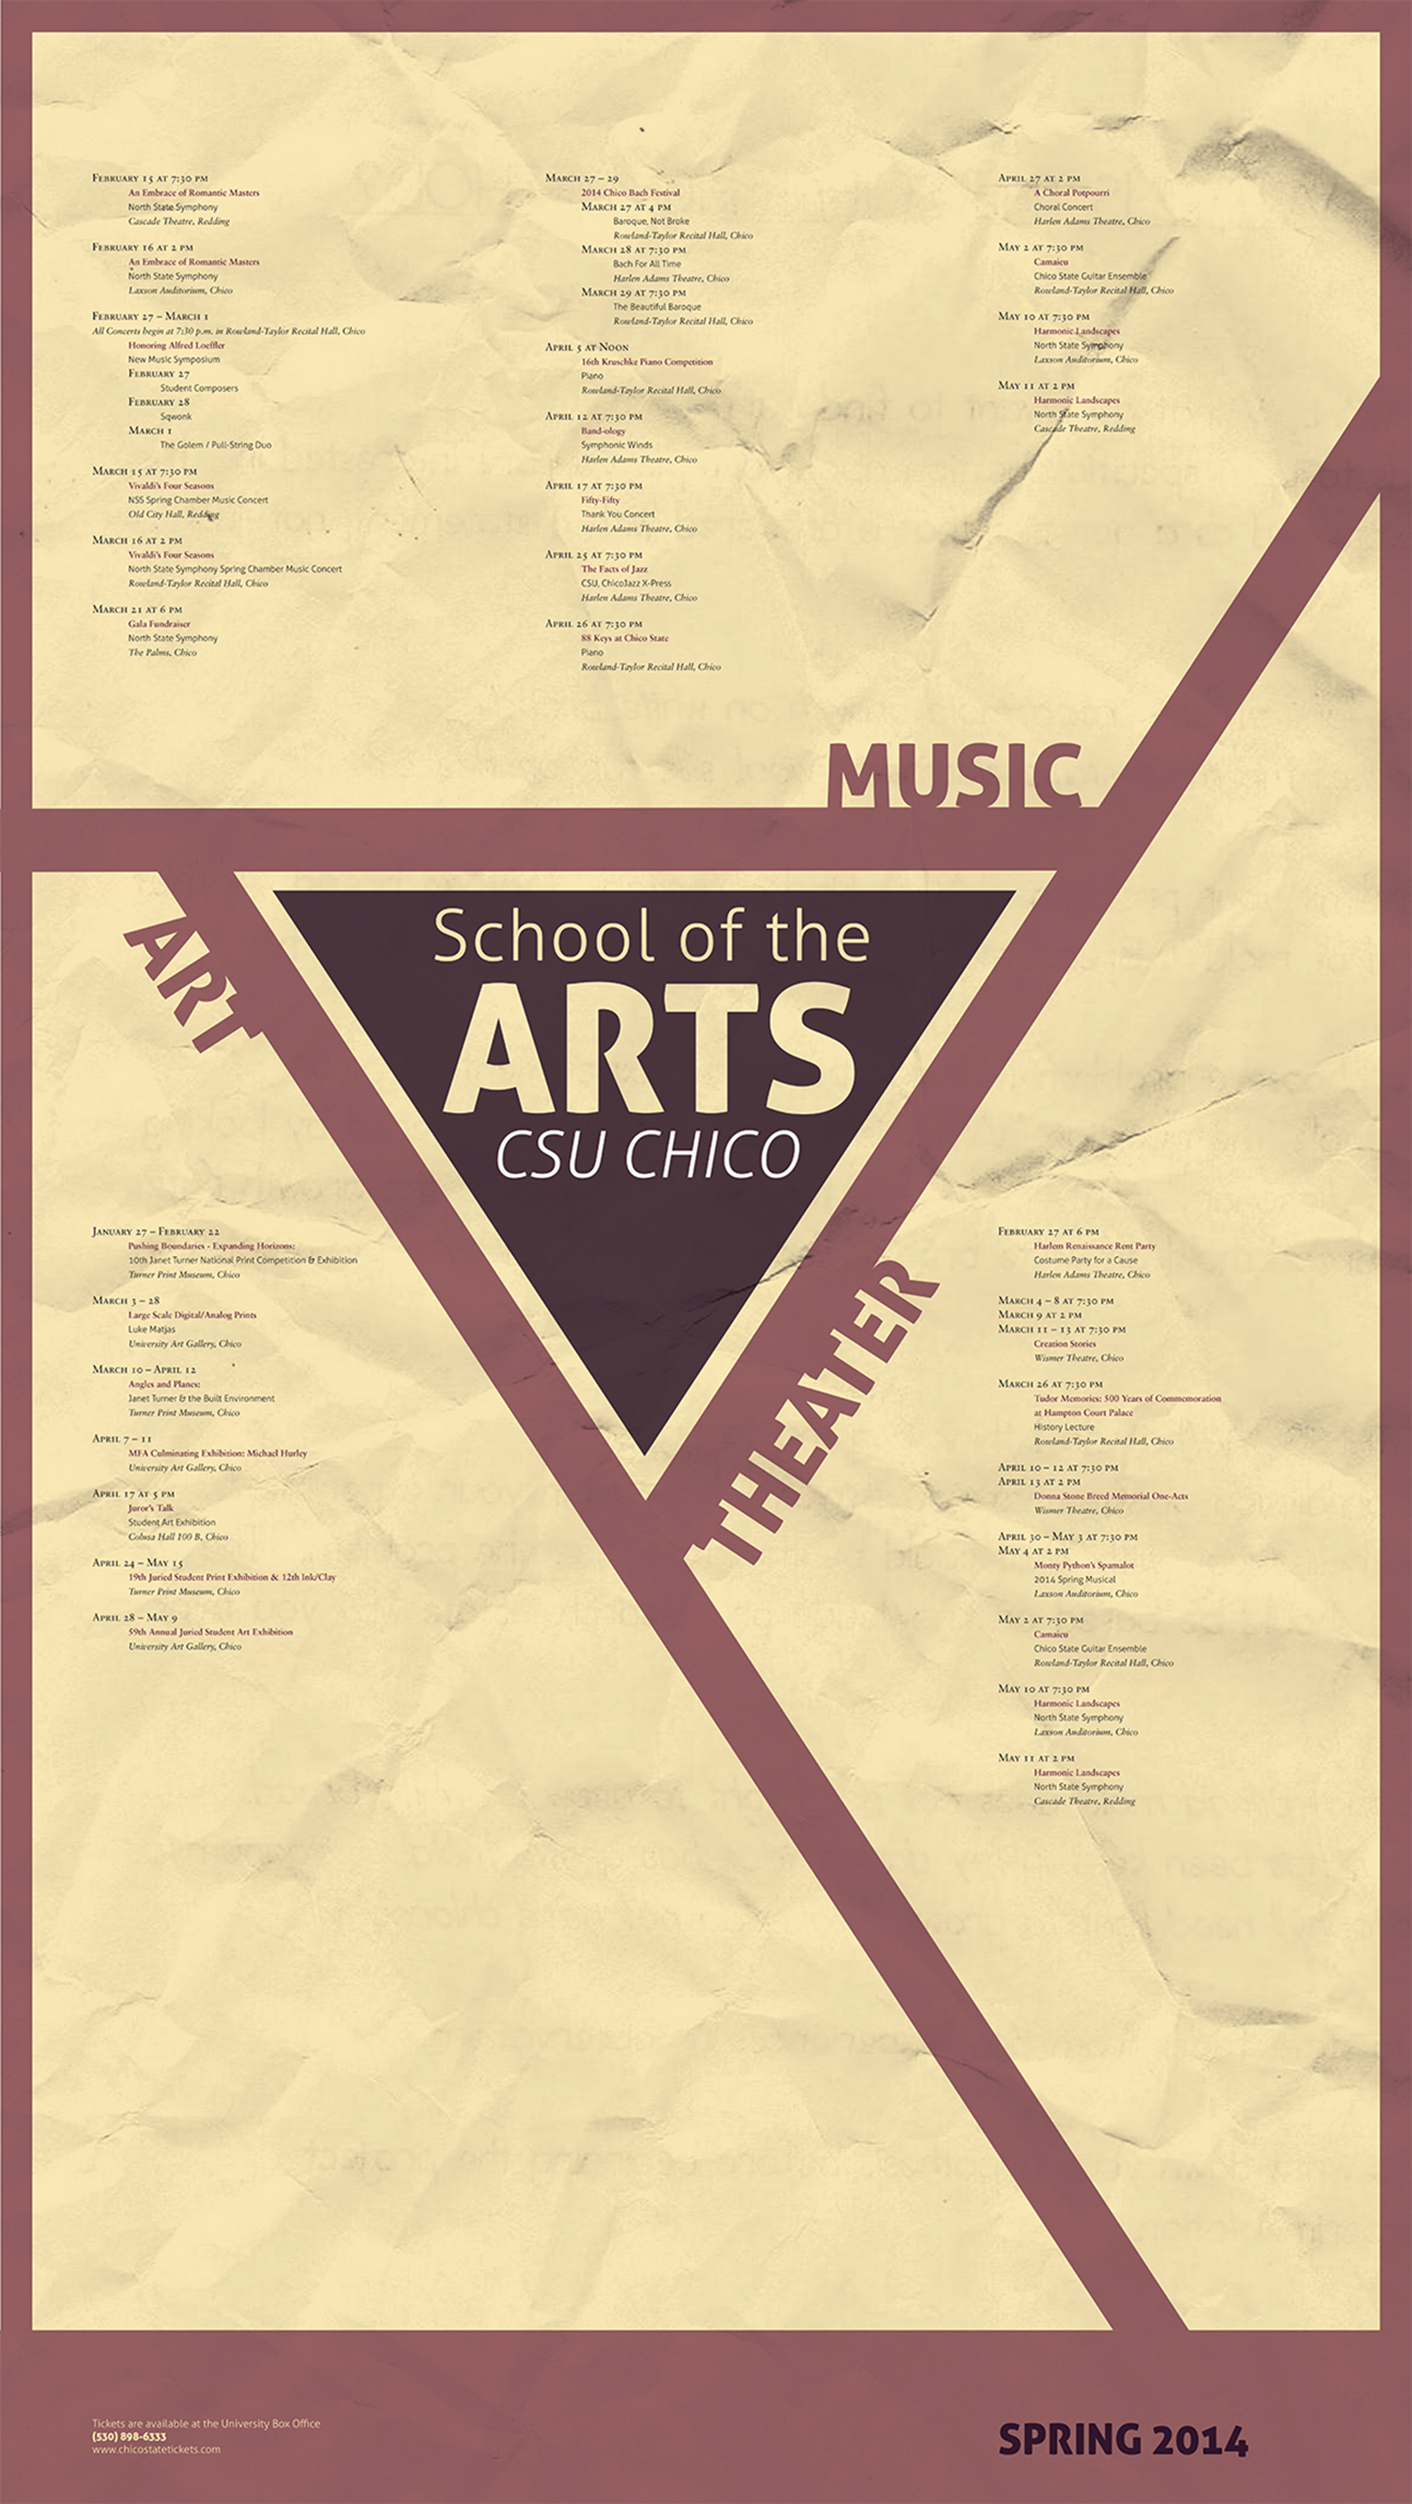 February 15 at 7:30 pm
An Embrace of Romantic Masters
North State Symphony
Cascade Theatre, Redding
February 16 at 2 pm
An Embrace of Romantic Masters
North State Symphony
Laxson Auditorium, Chico
February 27 – March 1
All Concerts begin at 7:30 p.m. in Rowland-Taylor Recital Hall, Chico
Honoring Alfred Loeffler
New Music Symposium
February 27
Student Composers
February 28
Sqwonk
March 1
The Golem / Pull-String Duo
March 15 at 7:30 pm
Vivaldi's Four Seasons
NSS Spring Chamber Music Concert
Old City Hall, Redding
March 16 at 2 pm
Vivaldi's Four Seasons
North State Symphony Spring Chamber Music Concert
Rowland-Taylor Recital Hall, Chico
March 21 at 6 pm
Gala Fundraiser
North State Symphony
The Palms, Chico
March 27 – 29
2014 Chico Bach Festival
March 27 at 4 pm
Baroque, Not Broke
Rowland-Taylor Recital Hall, Chico
March 28 at 7:30 pm
Bach For All Time
Harlen Adams Theatre, Chico
March 29 at 7:30 pm
The Beautiful Baroque
Rowland-Taylor Recital Hall, Chico
April 5 at Noon
16th Kruschke Piano Competition
Piano
Rowland-Taylor Recital Hall, Chico
April 12 at 7:30 pm
Band-ology
Symphonic Winds
Harlen Adams Theatre, Chico
April 17 at 7:30 pm
Fifty-Fifty
Thank You Concert
Harlen Adams Theatre, Chico
April 25 at 7:30 pm
The Facts of Jazz
CSU, ChicoJazz X-Press
Harlen Adams Theatre, Chico
April 26 at 7:30 pm
88 Keys at Chico State
Piano
Rowland-Taylor Recital Hall, Chico
April 27 at 2 pm
A Choral Potpourri
Choral Concert
Harlen Adams Theatre, Chico
May 2 at 7:30 pm
Camaieu
Chico State Guitar Ensemble
Rowland-Taylor Recital Hall, Chico
May 10 at 7:30 pm
Harmonic Landscapes
North State Symphony
Laxson Auditorium, Chico
May 11 at 2 pm
Harmonic Landscapes
North State Symphony
Cascade Theatre, Redding
MUSIC
ART
School of the
ARTS
CSU CHICO
THEATER
January 27 – February 22
Pushing Boundaries - Expanding Horizons:
10th Janet Turner National Print Competition & Exhibition
Turner Print Museum, Chico
March 3 – 28
Large Scale Digital/Analog Prints
Luke Matjas
University Art Gallery, Chico
March 10 – April 12
Angles and Planes:
Janet Turner & the Built Environment
Turner Print Museum, Chico
April 7 – 11
MFA Culminating Exhibition: Michael Hurley
University Art Gallery, Chico
April 17 at 5 pm
Juror's Talk
Student Art Exhibition
Colusa Hall 100 B, Chico
April 24 – May 15
19th Juried Student Print Exhibition & 12th Ink/Clay
Turner Print Museum, Chico
April 28 – May 9
59th Annual Juried Student Art Exhibition
University Art Gallery, Chico
February 27 at 6 pm
Harlem Renaissance Rent Party
Costume Party for a Cause
Harlen Adams Theatre, Chico
March 4 – 8 at 7:30 pm
March 9 at 2 pm
March 11 – 13 at 7:30 pm
Creation Stories
Wismer Theatre, Chico
March 26 at 7:30 pm
Tudor Memories: 500 Years of Commemoration
at Hampton Court Palace
History Lecture
Rowland-Taylor Recital Hall, Chico
April 10 – 12 at 7:30 pm
April 13 at 2 pm
Donna Stone Breed Memorial One-Acts
Wismer Theatre, Chico
April 30 – May 3 at 7:30 pm
May 4 at 2 pm
Monty Python's Spamalot
2014 Spring Musical
Laxson Auditorium, Chico
May 2 at 7:30 pm
Camaieu
Chico State Guitar Ensemble
Rowland-Taylor Recital Hall, Chico
May 10 at 7:30 pm
Harmonic Landscapes
North State Symphony
Laxson Auditorium, Chico
May 11 at 2 pm
Harmonic Landscapes
North State Symphony
Cascade Theatre, Redding
Tickets are available at the University Box Office
(530) 898-6333
www.chicostatetickets.com
SPRING 2014